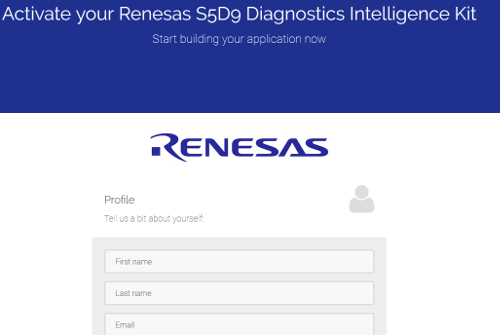 Activate your Renesas S5D9 Diagnostics Intelligence Kit
Start building your application now
RENESAS
Profile
Tell us a bit about yourself.
First name
Last name
Email